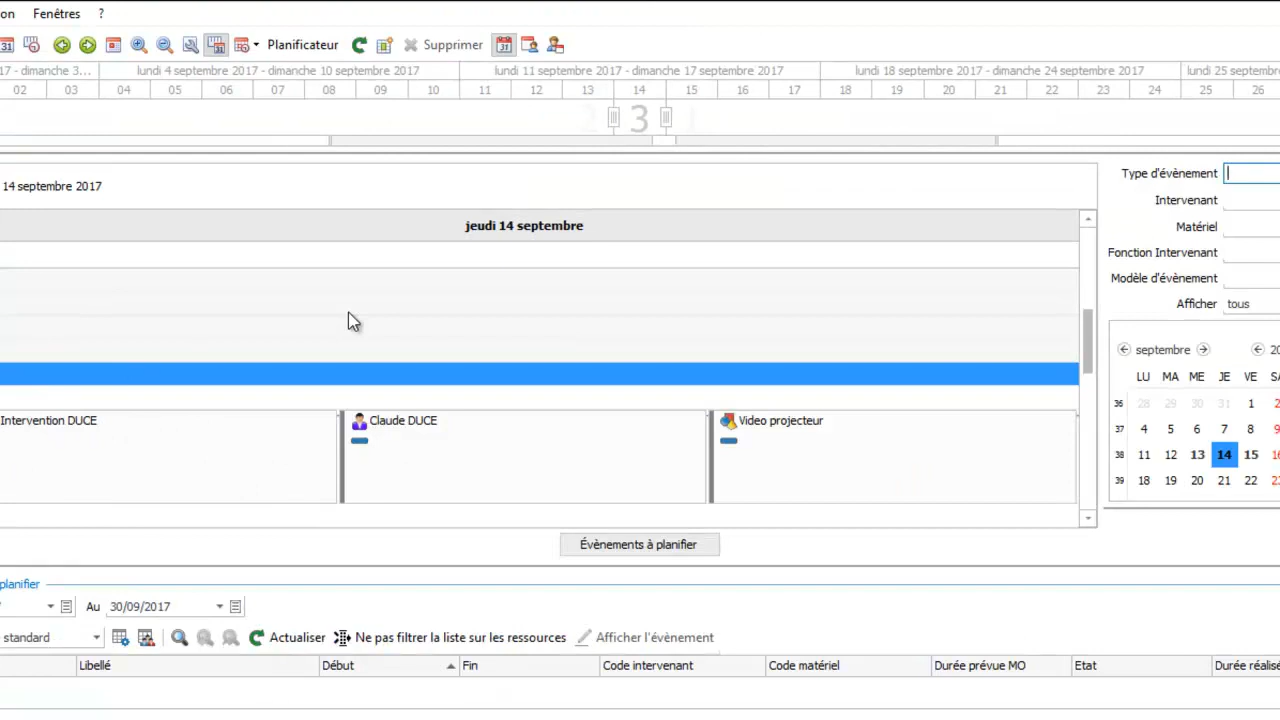 on Fenêtres ?
31 Planificateur Supprimer
17 - dimanche 3... lundi 4 septembre 2017 - dimanche 10 septembre 2017 lundi 11 septembre 2017 - dimanche 17 septembre 2017 lundi 18 septembre 2017 - dimanche 24 septembre 2017 lundi 25 septembre
02 03 04 05 06 07 08 09 10 11 12 13 14 15 16 17 18 19 20 21 22 23 24 25 26
3
14 septembre 2017
jeudi 14 septembre
Type d'évènement
Intervenant
Matériel
Fonction Intervenant
Modèle d'évènement
Afficher tous
septembre 20
LU MA ME JE VE SA
36 28 29 30 31 1 2
37 4 5 6 7 8 9
38 11 12 13 14 15 16
39 18 19 20 21 22 23
Intervention DUCE Claude DUCE Video projecteur
Évènements à planifier
planifier
Au 30/09/2017
standard Actualiser Ne pas filtrer la liste sur les ressources Afficher l'évènement
Libellé Début Fin Code intervenant Code matériel Durée prévue MO Etat Durée réalisé